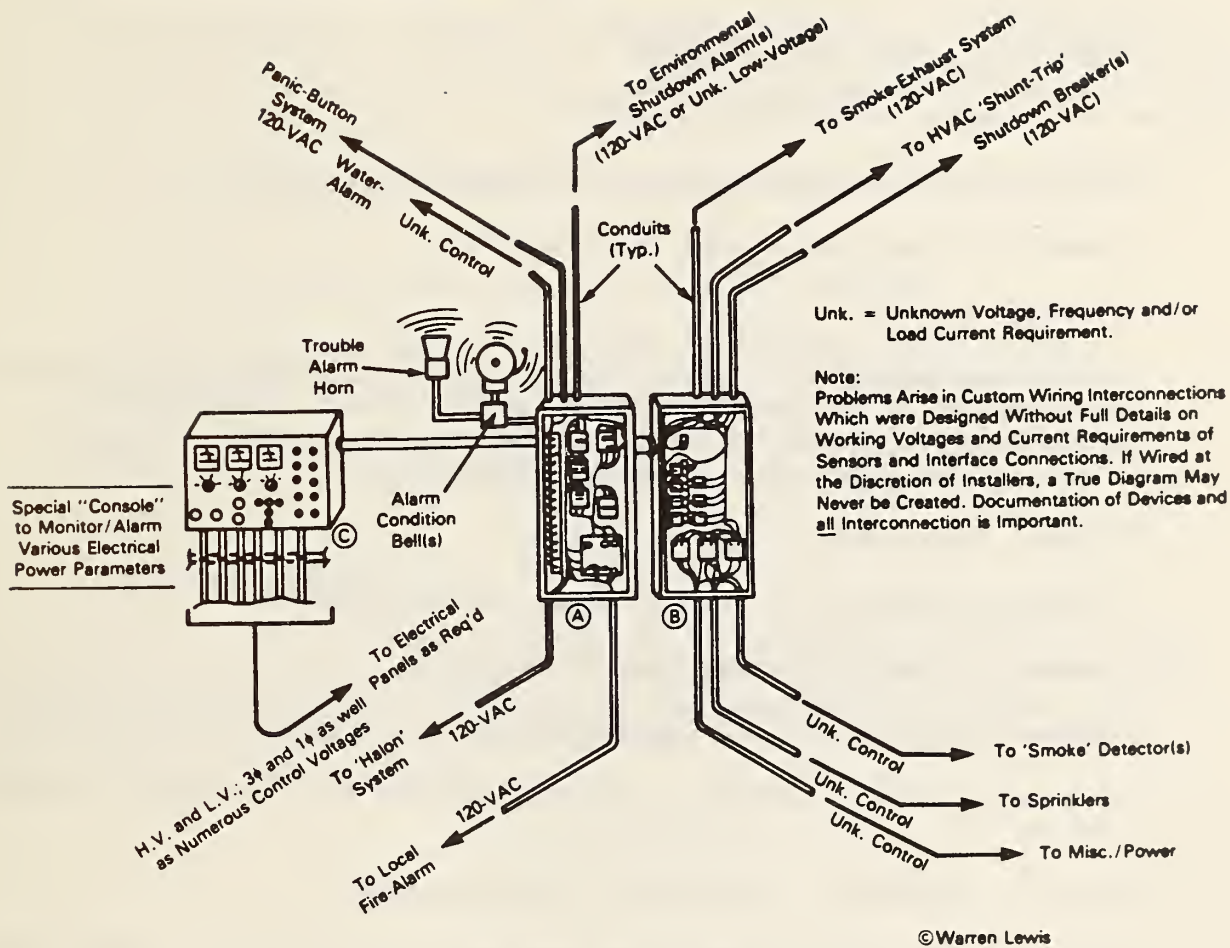 Panic-Button
System
120-VAC
Water-
Alarm
Unk. Control
To Environmental
Shutdown Alarm(s)
(120-VAC or Unk. Low-Voltage)
To Smoke-Exhaust System
(120-VAC)
To HVAC 'Shunt-Trip'
Shutdown Breaker(s)
(120-VAC)
Conduits
(Typ.)
Trouble
Alarm
Horn
Unk. = Unknown Voltage, Frequency and/or
Load Current Requirement.
Note:
Problems Arise in Custom Wiring Interconnections
Which were Designed Without Full Details on
Working Voltages and Current Requirements of
Sensors and Interface Connections. If Wired at
the Discretion of Installers, a True Diagram May
Never be Created. Documentation of Devices and
all Interconnection is Important.
Special "Console"
to Monitor/Alarm
Various Electrical
Power Parameters
C
Alarm
Condition
Bell(s)
A
B
To Electrical
Panels as Req'd
H.V. and L.V.; 3ϕ and 1ϕ as well
as Numerous Control Voltages
120-VAC
To 'Halon'
System
120-VAC
To Local
Fire-Alarm
Unk. Control
To 'Smoke' Detector(s)
Unk. Control
To Sprinklers
Unk. Control
To Misc./Power
©Warren Lewis